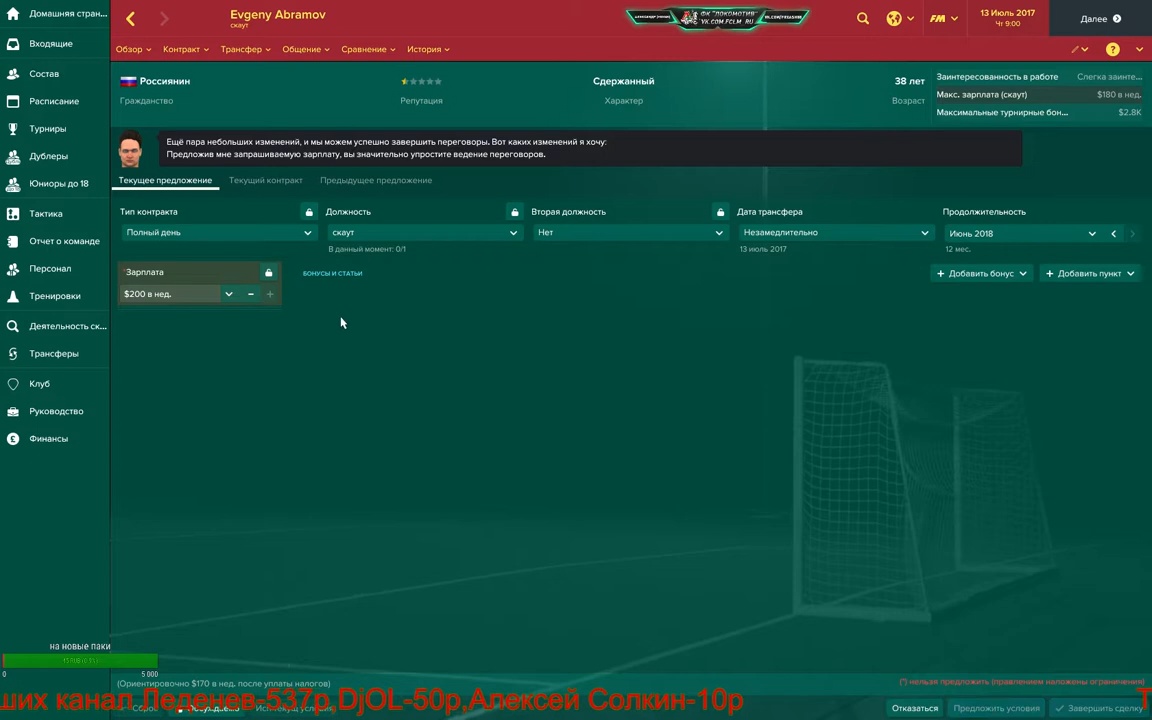 Домашняя стран...
Evgeny Abramov
скаут
АЛЕКСАНДР
ФК "ЛОКОМОТИВ"
VK.COM/FCLM_RU
13 Июль 2017
Чт 9:00
FM
Далее
Входящие
Обзор
Контракт
Трансфер
Общение
Сравнение
История
?
Состав
Расписание
Турниры
Дублеры
Юниоры до 18
Тактика
Отчет о команде
Персонал
Тренировки
Деятельность ск...
Трансферы
Клуб
Руководство
Финансы
Россиянин
Гражданство
Репутация
Сдержанный
Характер
38 лет
Возраст
Заинтересованность в работе Слегка заинте...
Макс. зарплата (скаут) $180 в нед.
Максимальные турнирные бон... $2.8K
Ещё пара небольших изменений, и мы можем успешно завершить переговоры. Вот каких изменений я хочу:
Предложив мне запрашиваемую зарплату, вы значительно упростите ведение переговоров.
Текущее предложение
Текущий контракт
Предыдущее предложение
Тип контракта
Полный день
Должность
скаут
В данный момент: 0/1
Вторая должность
Нет
Дата трансфера
Незамедлительно
13 июль 2017
Продолжительность
Июнь 2018
12 мес.
*Зарплата
$200 в нед.
БОНУСЫ И СТАТЬИ
+ Добавить бонус
+ Добавить пункт
на новые паки
0
5 000
(Ориентировочно $170 в нед. после уплаты налогов)
(*) нельзя предложить (правлением наложены ограничения)
ших канал Леденев-537р,DjOL-50р,Алексей Солкин-10р
Т
Отказаться
Предложить условия
Завершить сделку